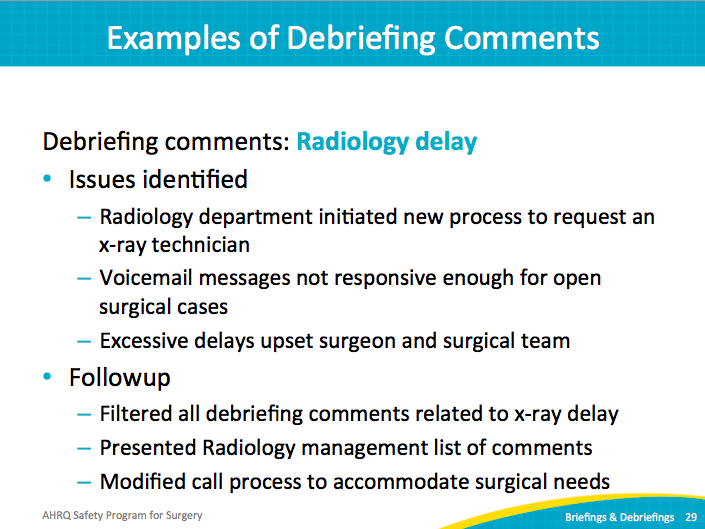 Examples of Debriefing Comments
Debriefing comments: Radiology delay
• Issues identified
– Radiology department initiated new process to request an
x-ray technician
– Voicemail messages not responsive enough for open
surgical cases
– Excessive delays upset surgeon and surgical team
• Followup
– Filtered all debriefing comments related to x-ray delay
– Presented Radiology management list of comments
– Modified call process to accommodate surgical needs
AHRQ Safety Program for Surgery
Briefings & Debriefings 29